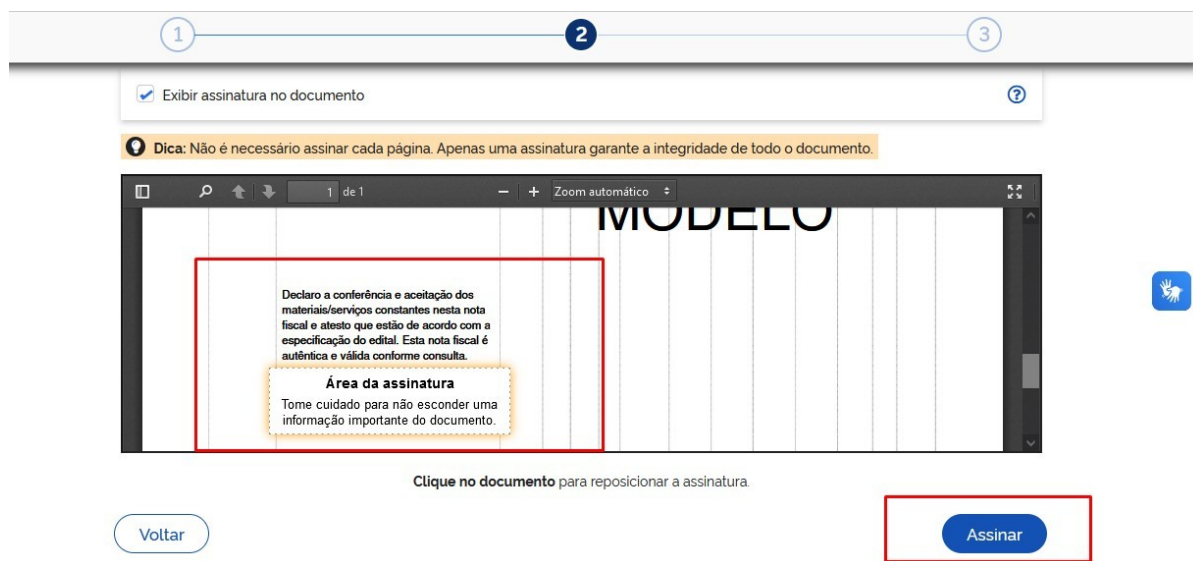 1
2
3
Exibir assinatura no documento
Dica: Não é necessário assinar cada página. Apenas uma assinatura garante a integridade de todo o documento.
1 de 1
Zoom automático
MODELO
Declaro a conferência e aceitação dos
materiais/serviços constantes nesta nota
fiscal e atesto que estão de acordo com a
especificação do edital. Esta nota fiscal é
autêntica e válida conforme consulta.
Área da assinatura
Tome cuidado para não esconder uma
informação importante do documento.
Clique no documento para reposicionar a assinatura.
Voltar
Assinar